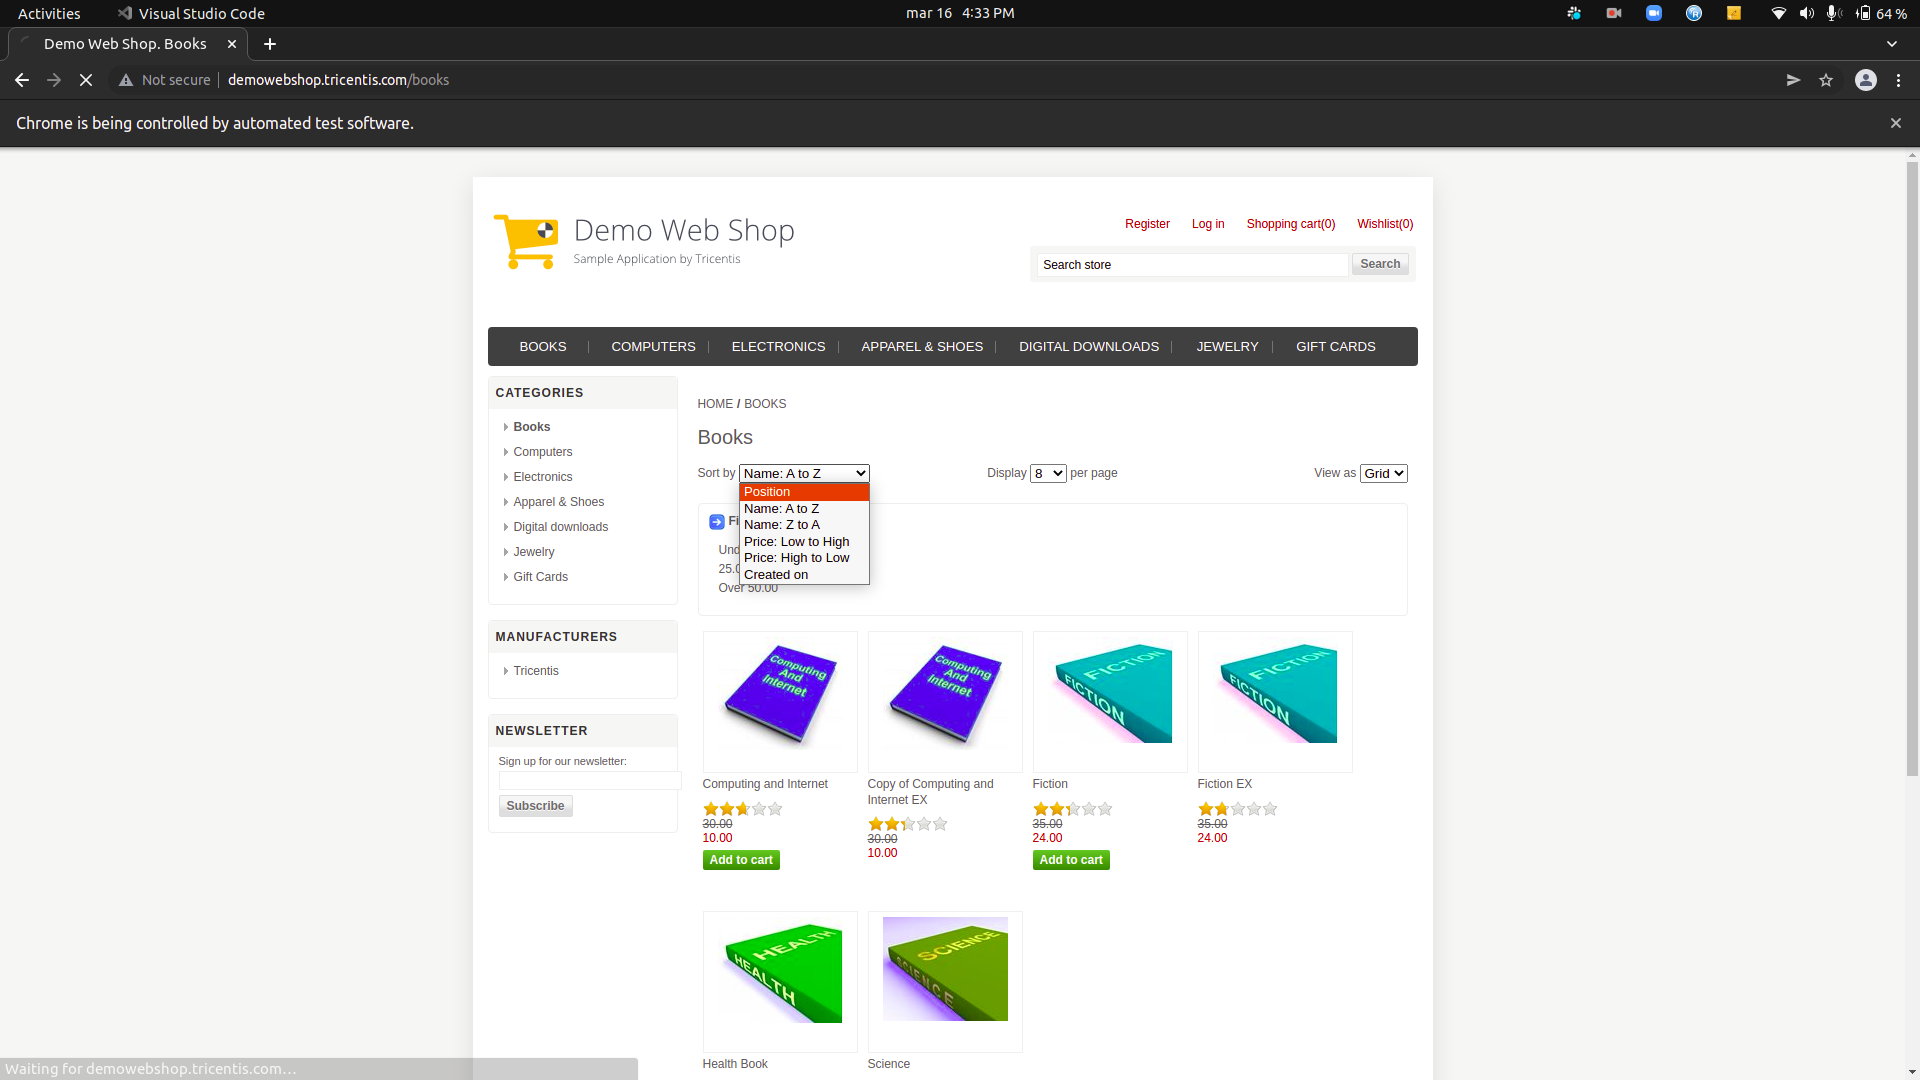 Activities Visual Studio Code mar 16 4:33 PM 64 %
Demo Web Shop. Books
Not secure demowebshop.tricentis.com/books
Chrome is being controlled by automated test software.
Demo Web Shop
Sample Application by Tricentis
Register Log in Shopping cart(0) Wishlist(0)
Search store Search
BOOKS COMPUTERS ELECTRONICS APPAREL & SHOES DIGITAL DOWNLOADS JEWELRY GIFT CARDS
CATEGORIES
Books
Computers
Electronics
Apparel & Shoes
Digital downloads
Jewelry
Gift Cards
MANUFACTURERS
Tricentis
NEWSLETTER
Sign up for our newsletter:
Subscribe
HOME / BOOKS
Books
Sort by Name: A to Z Display 8 per page View as Grid
Position
Name: A to Z
Name: Z to A
Price: Low to High
Price: High to Low
Created on
Over 50.00
Computing And Internet
Computing And Internet
FICTION
FICTION
FICTION
FICTION
Computing and Internet
30.00
10.00
Add to cart
Copy of Computing and
Internet EX
30.00
10.00
Fiction
35.00
24.00
Add to cart
Fiction EX
35.00
24.00
HEALTH
HEALTH
SCIENCE
SCIENCE
Health Book
Science
Waiting for demowebshop.tricentis.com…